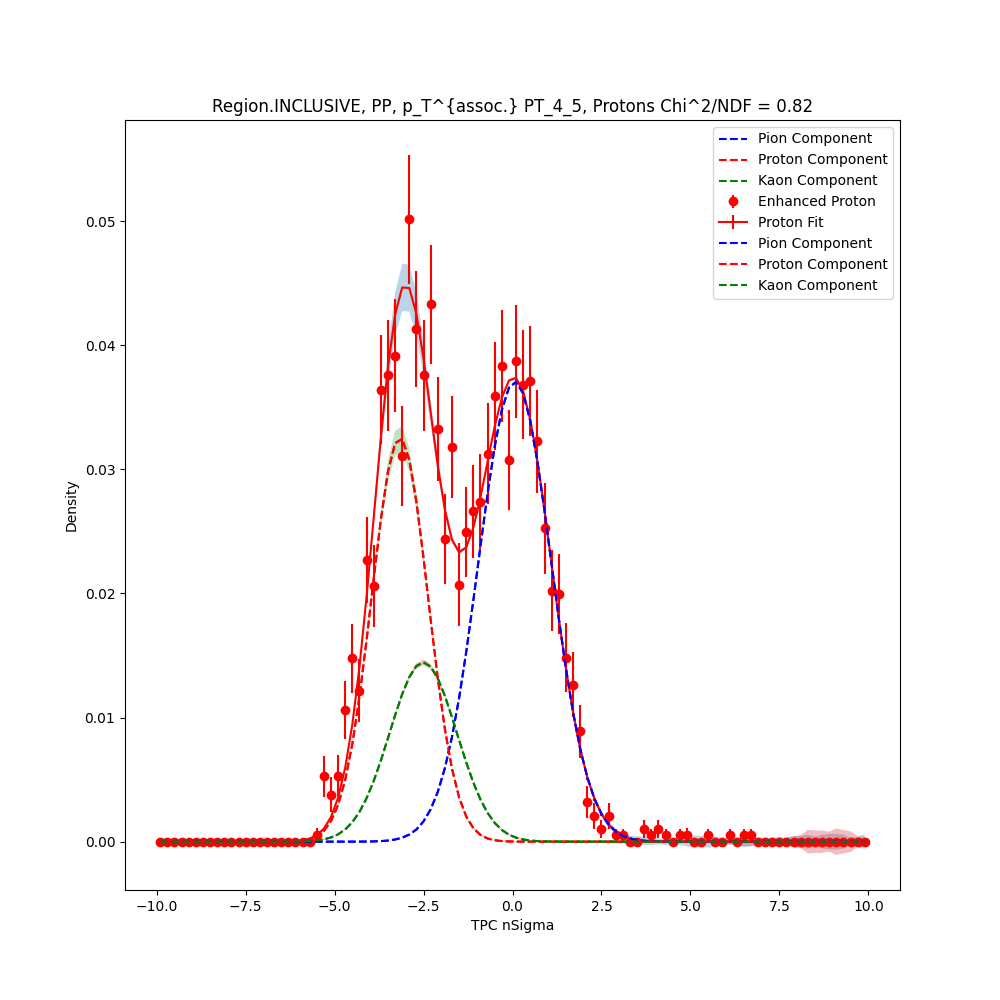 Region.INCLUSIVE, PP, p_T^{assoc.} PT_4_5, Protons Chi^2/NDF = 0.82
Pion Component
Proton Component
Kaon Component
Enhanced Proton
Proton Fit
Pion Component
Proton Component
Kaon Component
0.05
0.04
0.03
0.02
0.01
0.00
Density
−10.0 −7.5 −5.0 −2.5 0.0 2.5 5.0 7.5 10.0
TPC nSigma